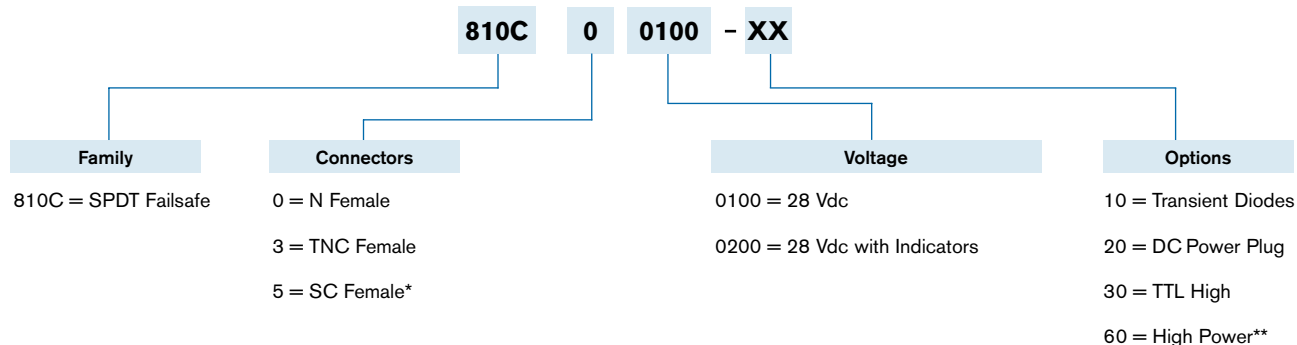 810C 0 0100 – XX
Family
810C = SPDT Failsafe
Connectors
0 = N Female
3 = TNC Female
5 = SC Female*
Voltage
0100 = 28 Vdc
0200 = 28 Vdc with Indicators
Options
10 = Transient Diodes
20 = DC Power Plug
30 = TTL High
60 = High Power**